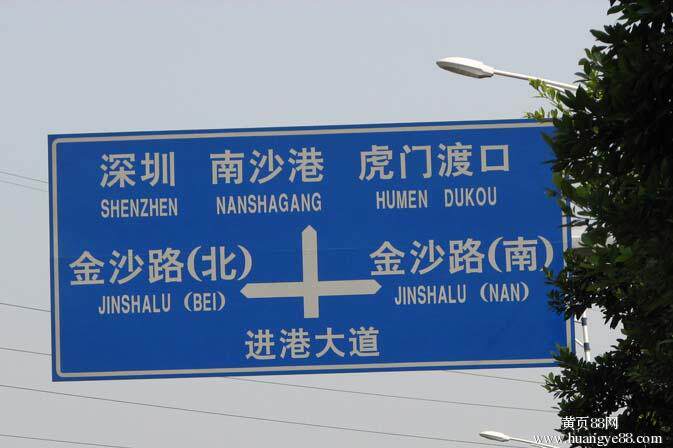 深圳 南沙港 虎门渡口
SHENZHEN NANSHAGANG HUMEN DUKOU
金沙路(北) 金沙路(南)
JINSHALU (BEI) JINSHALU (NAN)
进港大道
黄页88网
www.huangye88.com